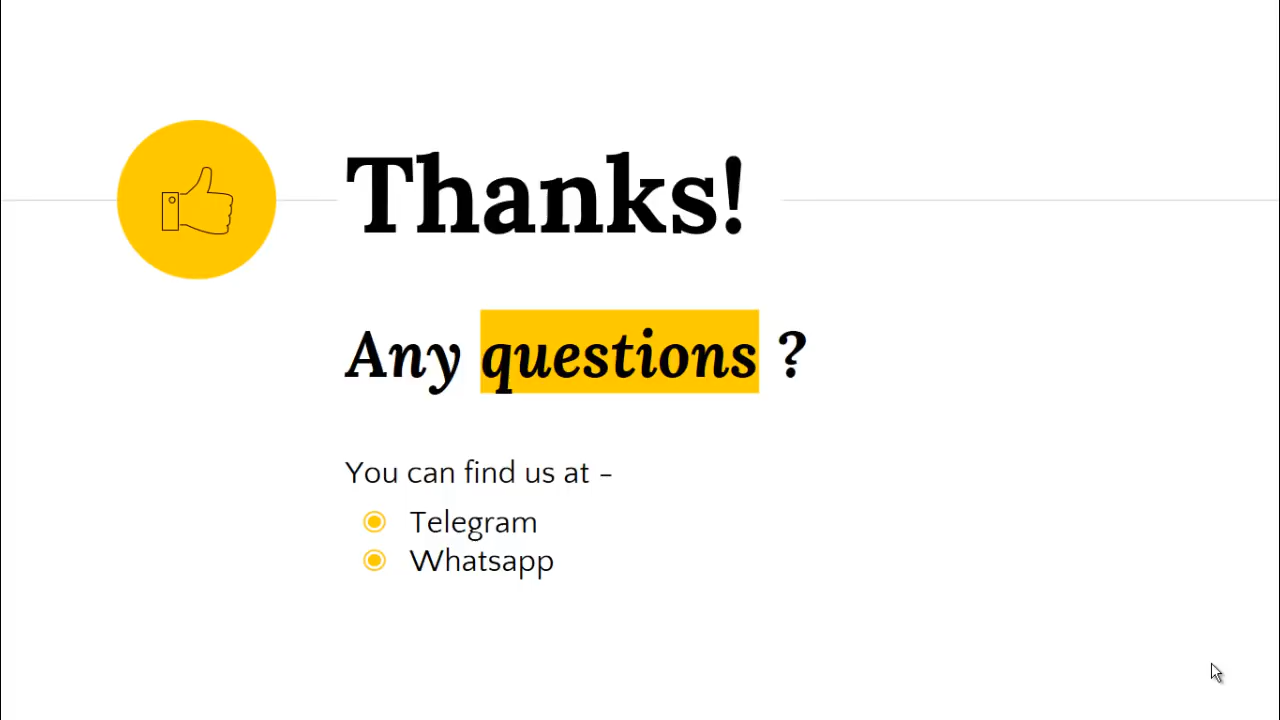 Thanks!
Any questions ?
You can find us at –
Telegram
Whatsapp